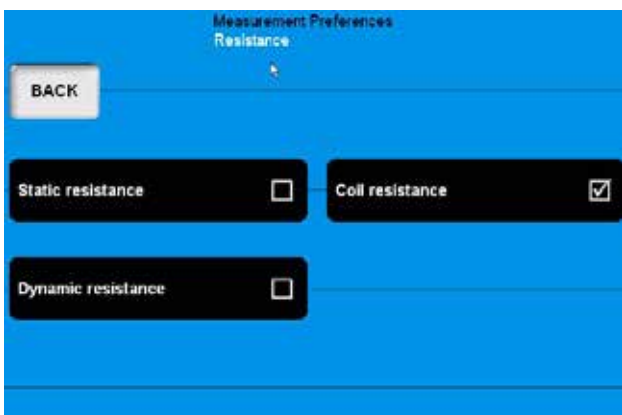 Measurement Preferences
Resistance
BACK
Static resistance
Coil resistance
Dynamic resistance